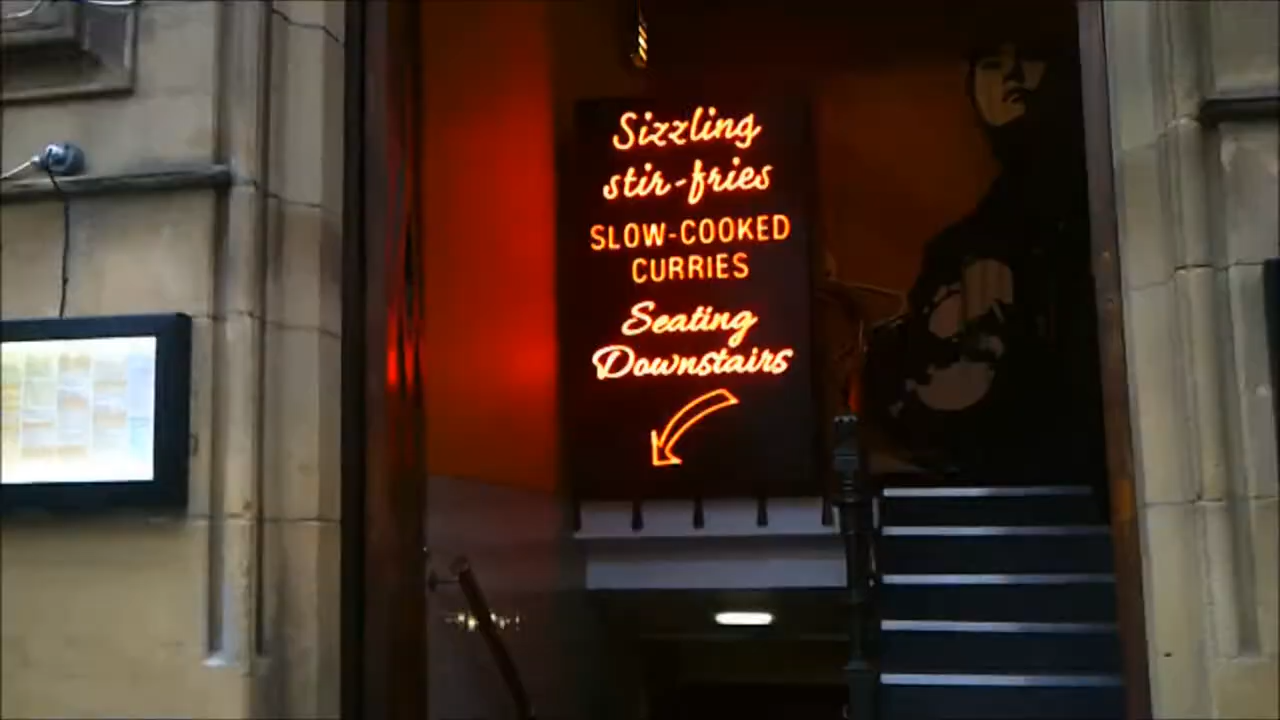 Sizzling
stir-fries
SLOW-COOKED
CURRIES
Seating
Downstairs